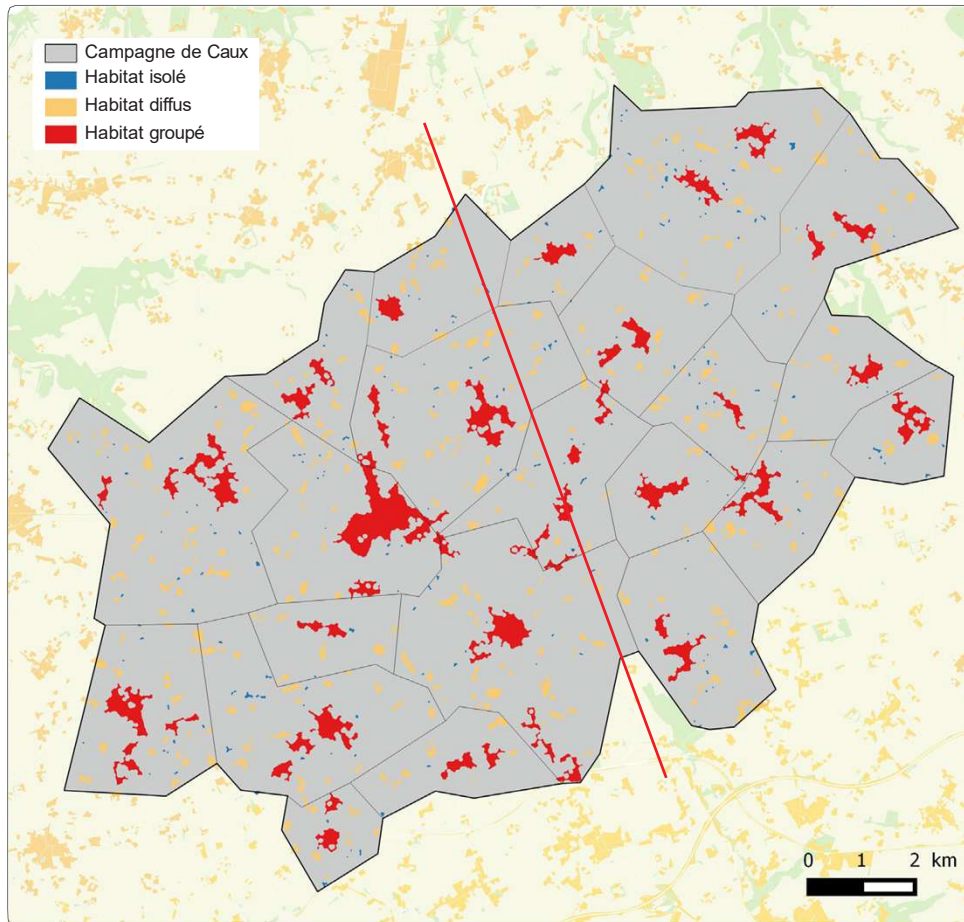 Campagne de Caux
Habitat isolé
Habitat diffus
Habitat groupé
0 1 2 km